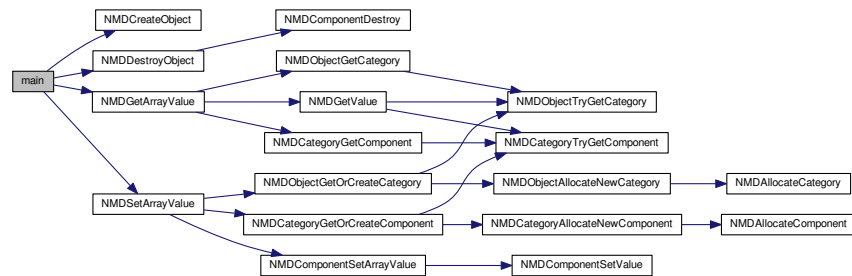 NMDCreateObject
NMDComponentDestroy
NMDDestroyObject
NMDObjectGetCategory
main
NMDGetArrayValue
NMDGetValue
NMDObjectTryGetCategory
NMDCategoryGetComponent
NMDCategoryTryGetComponent
NMDObjectGetOrCreateCategory
NMDObjectAllocateNewCategory
NMDAllocateCategory
NMDSetArrayValue
NMDCategoryGetOrCreateComponent
NMDCategoryAllocateNewComponent
NMDAllocateComponent
NMDComponentSetArrayValue
NMDComponentSetValue